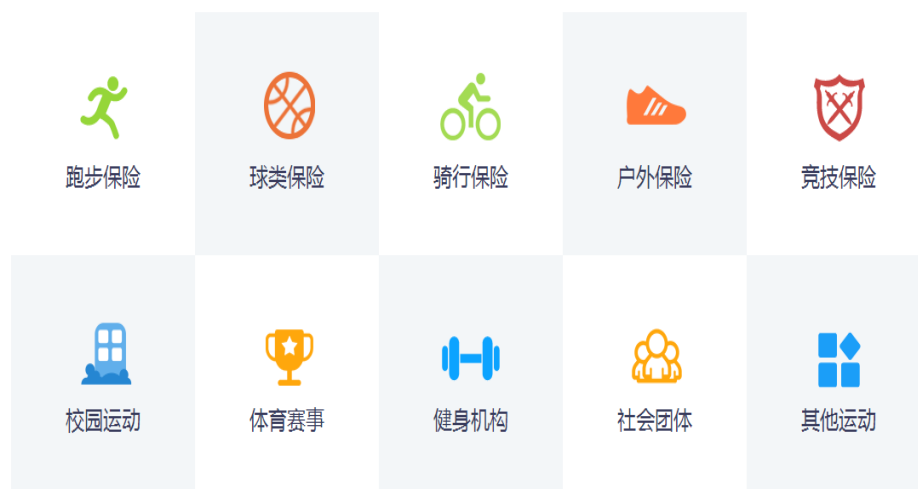 跑步保险
球类保险
骑行保险
户外保险
竞技保险
校园运动
体育赛事
健身机构
社会团体
其他运动